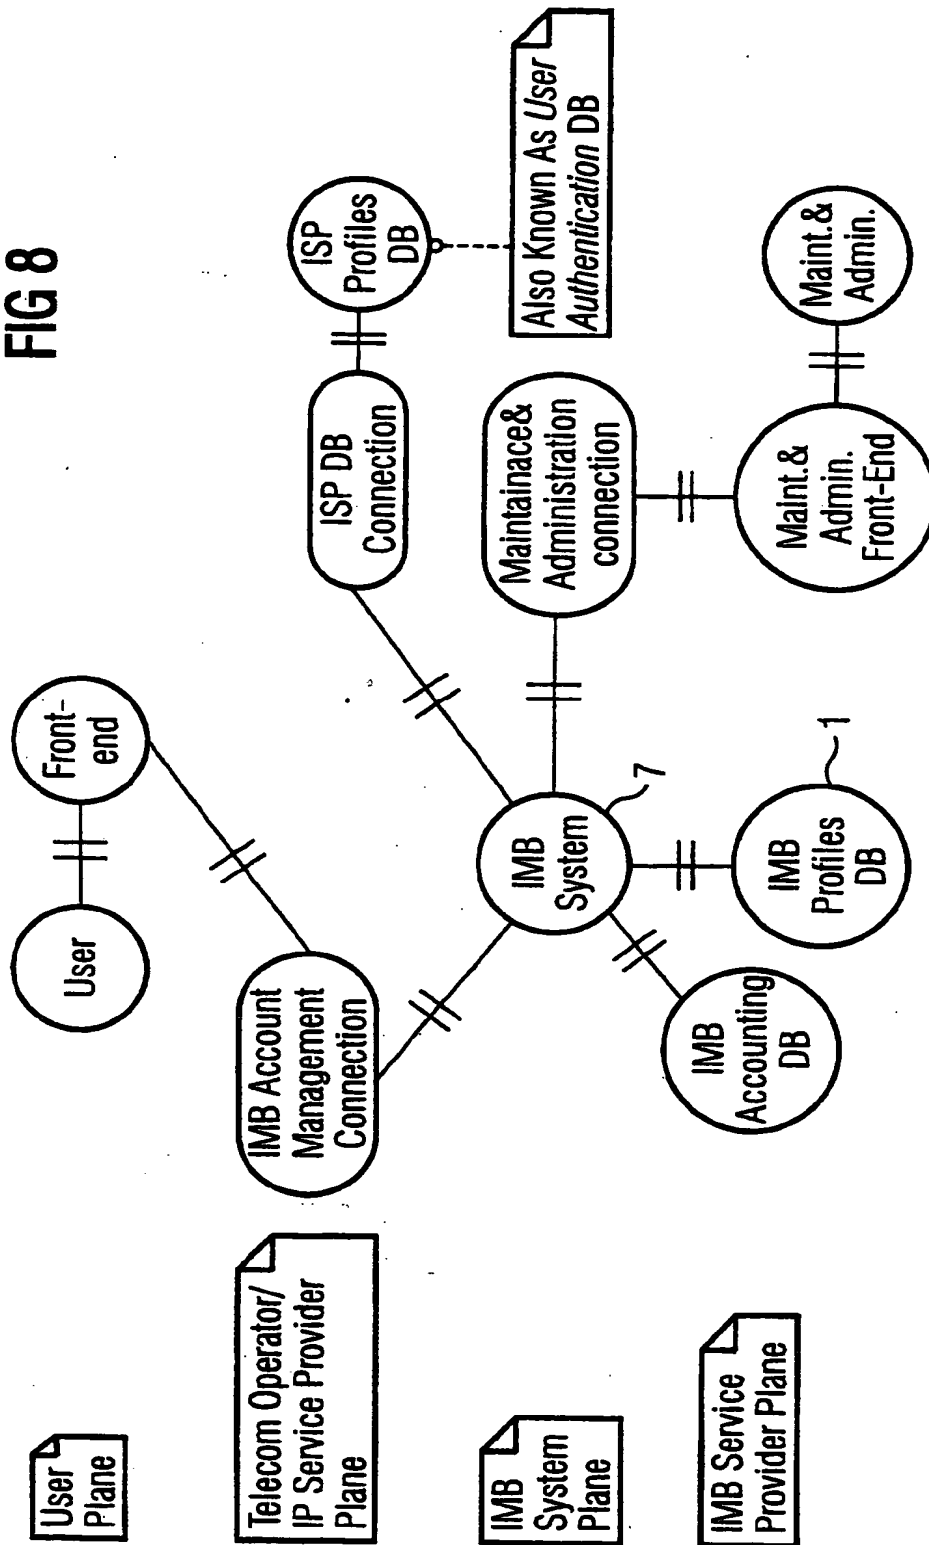 FIG 8
User
Plane
User
Front-
end
Telecom Operator/
IP Service Provider
Plane
IMB Account
Management
Connection
ISP DB
Connection
ISP
Profiles
DB
IMB
System
Plane
IMB
System
7
Maintainace&
Administration
connection
Also Known As User
Authentication DB
IMB Service
Provider Plane
IMB
Accounting
DB
IMB
Profiles
DB
1
Maint.&
Admin.
Front-End
Maint.&
Admin.